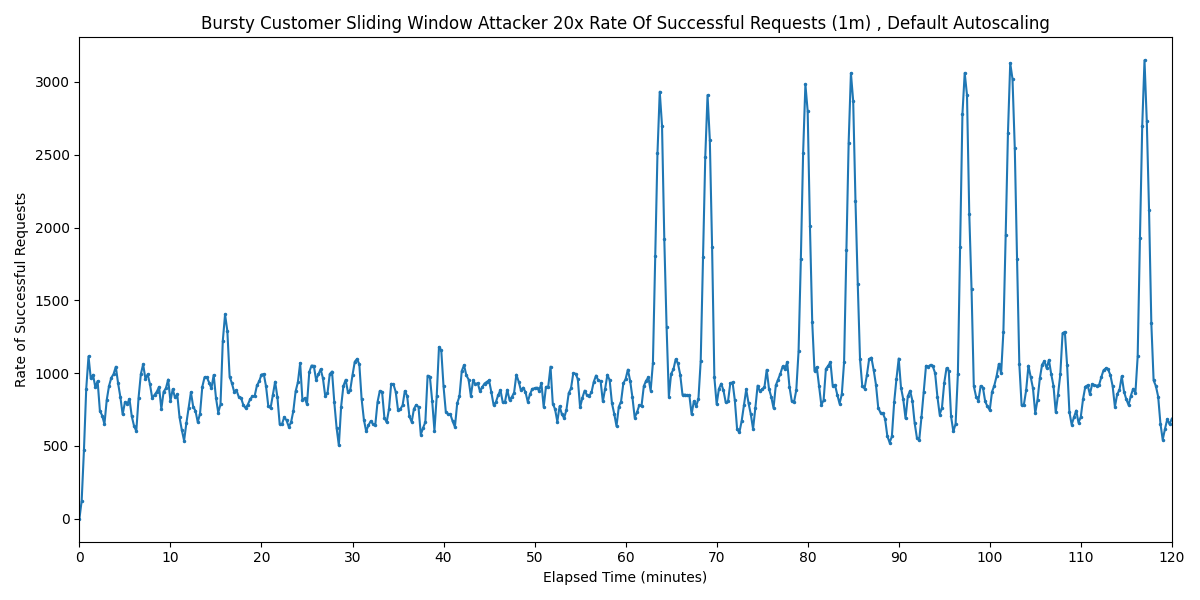 Bursty Customer Sliding Window Attacker 20x Rate Of Successful Requests (1m) , Default Autoscaling
Rate of Successful Requests
3000
2500
2000
1500
1000
500
0
0 10 20 30 40 50 60 70 80 90 100 110 120
Elapsed Time (minutes)